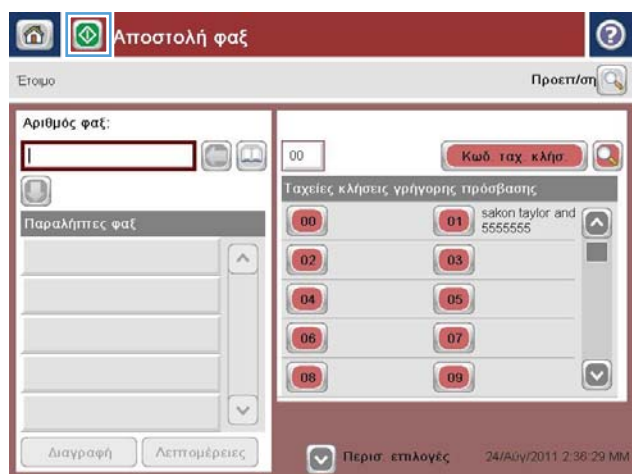 Αποστολή φαξ
Έτοιμο
Προεπ/ση
Αριθμός φαξ:
Παραλήπτες φαξ
Διαγραφή
Λεπτομέρειες
00
Κωδ. ταχ. κλήσ.
Ταχείες κλήσεις γρήγορης πρόσβασης
00
01 sakon taylor and 5555555
02
03
04
05
06
07
08
09
Περισ. επιλογές
24/Αύγ/2011 2:36:29 ΜΜ